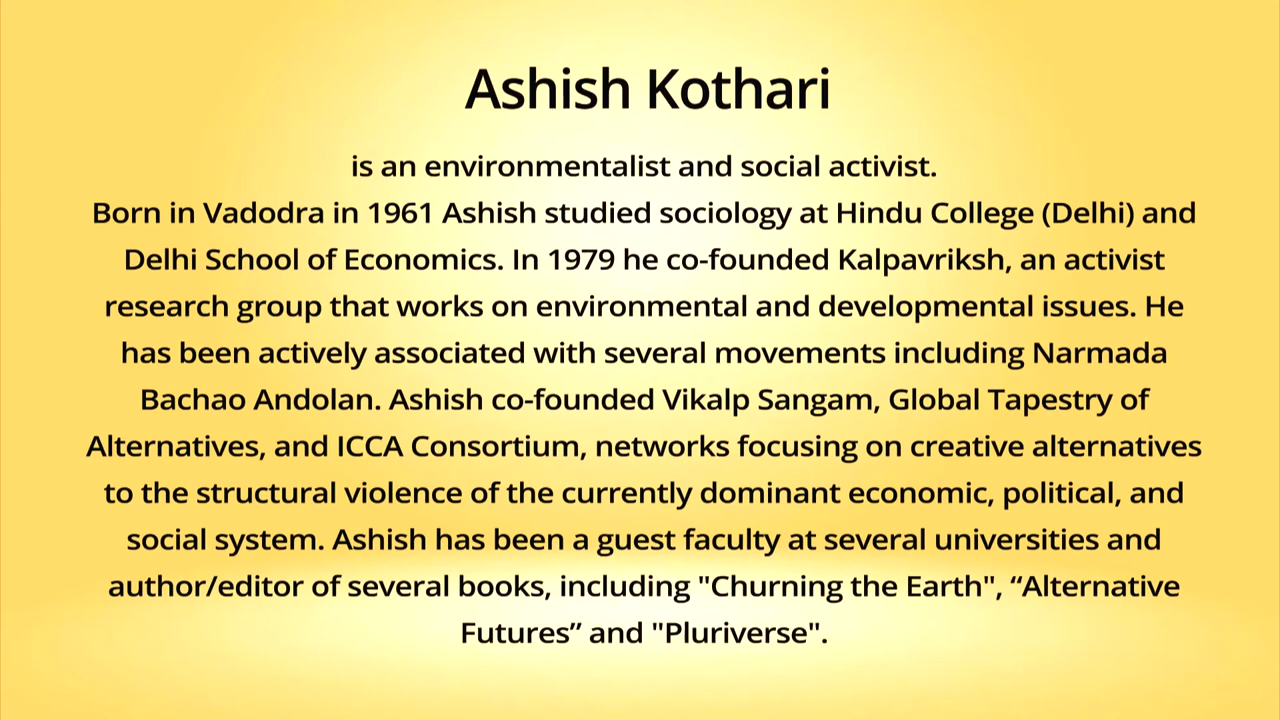 Ashish Kothari
is an environmentalist and social activist.
Born in Vadodra in 1961 Ashish studied sociology at Hindu College (Delhi) and
Delhi School of Economics. In 1979 he co-founded Kalpavriksh, an activist
research group that works on environmental and developmental issues. He
has been actively associated with several movements including Narmada
Bachao Andolan. Ashish co-founded Vikalp Sangam, Global Tapestry of
Alternatives, and ICCA Consortium, networks focusing on creative alternatives
to the structural violence of the currently dominant economic, political, and
social system. Ashish has been a guest faculty at several universities and
author/editor of several books, including "Churning the Earth", “Alternative
Futures” and "Pluriverse".